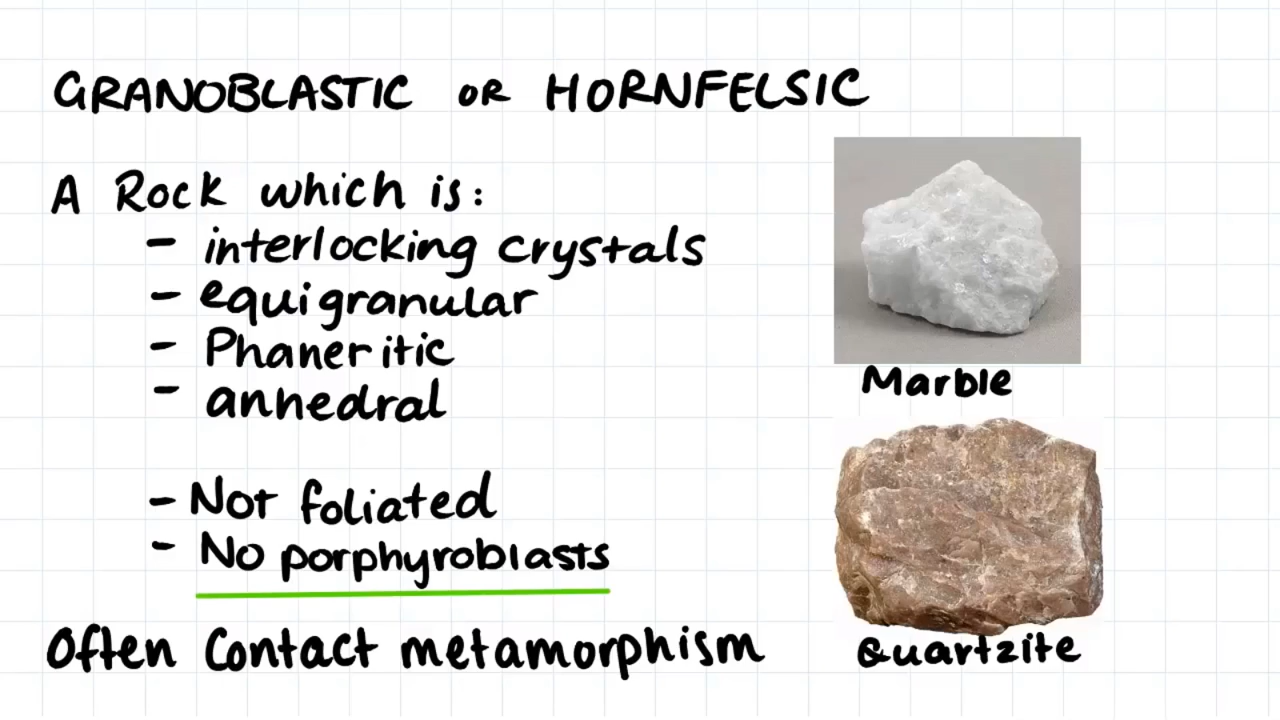 GRANOBLASTIC OR HORNFELSIC
A Rock which is:
- interlocking crystals
- equigranular
- Phaneritic
- anhedral
- Not foliated
- No porphyroblasts
Often Contact metamorphism
Marble
Quartzite